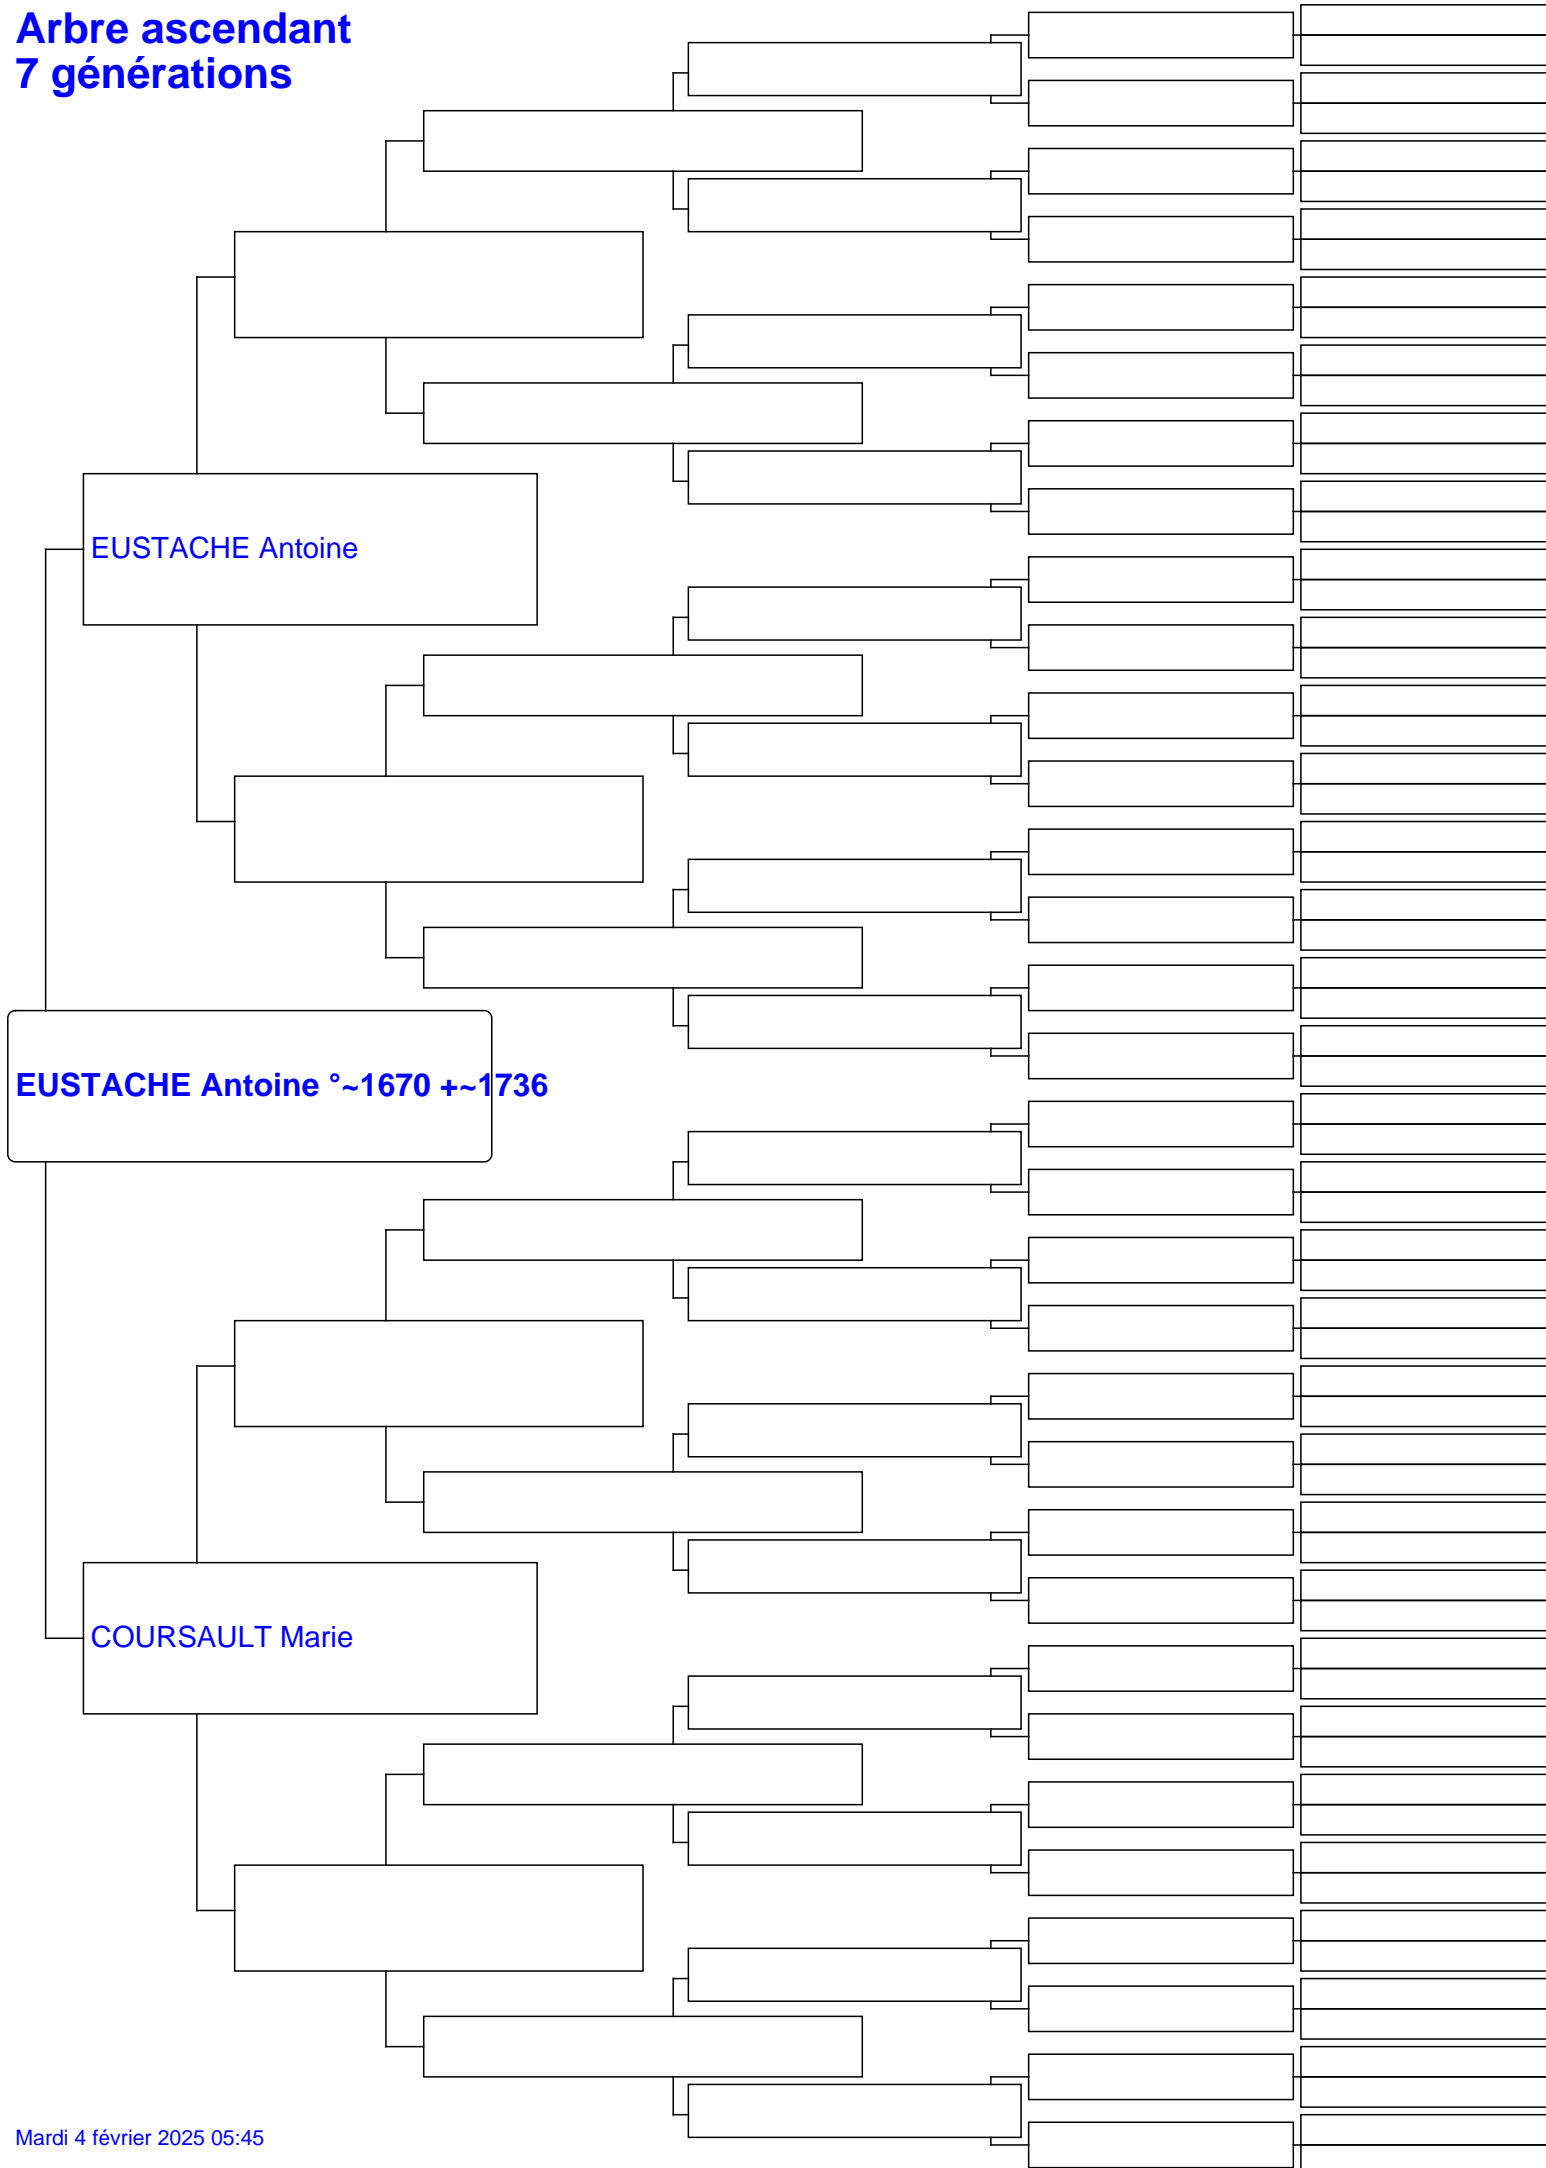 Arbre ascendant
7 générations
EUSTACHE Antoine
EUSTACHE Antoine °~1670 +~1736
COURSAULT Marie
Mardi 4 février 2025 05:45